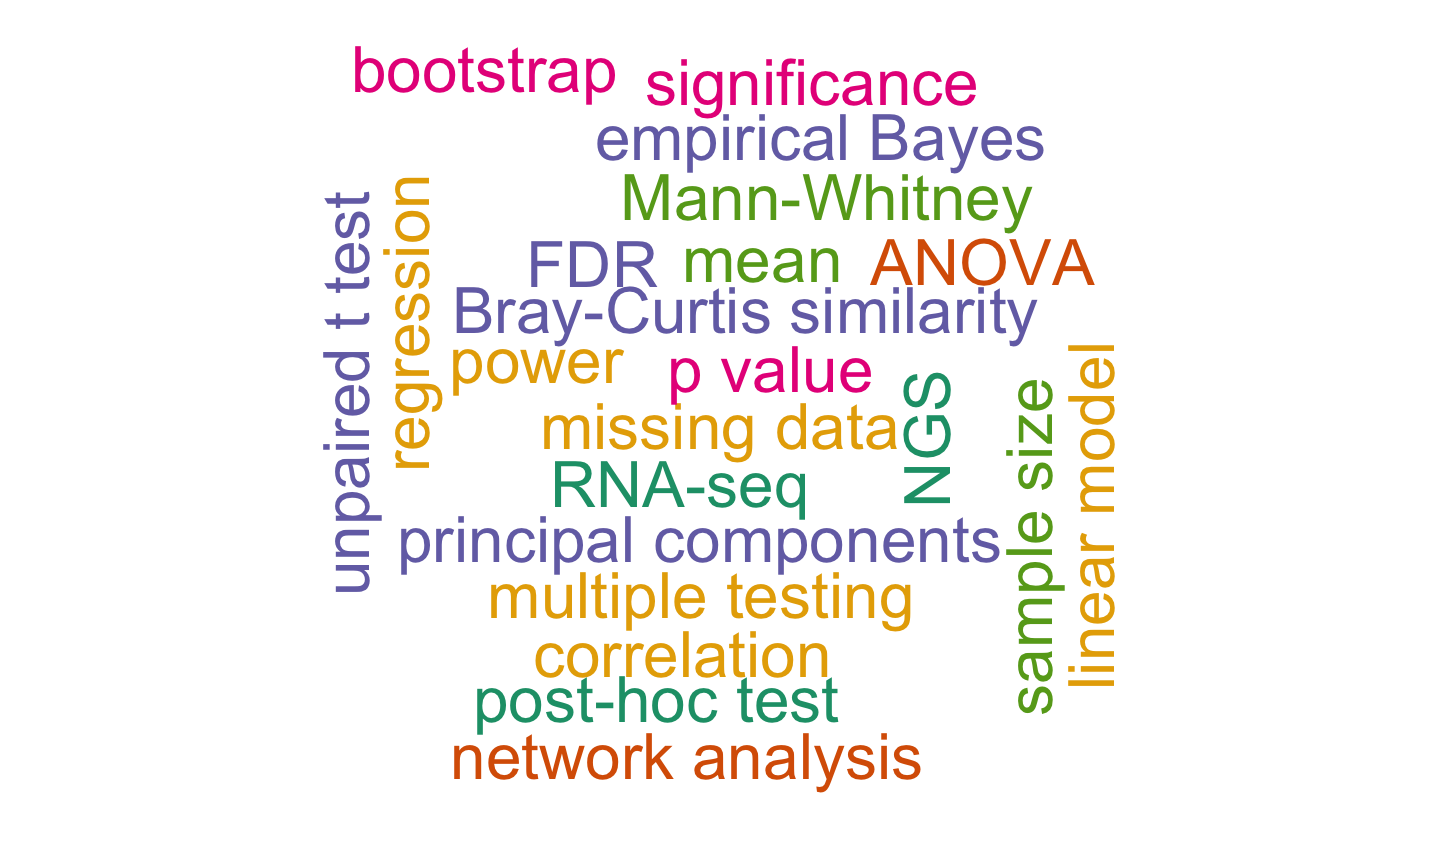 bootstrap
significance
empirical Bayes
Mann-Whitney
unpaired t test
regression
FDR
mean
ANOVA
Bray-Curtis similarity
power
p value
missing data
NGS
sample size
linear model
RNA-seq
principal components
multiple testing
correlation
post-hoc test
network analysis